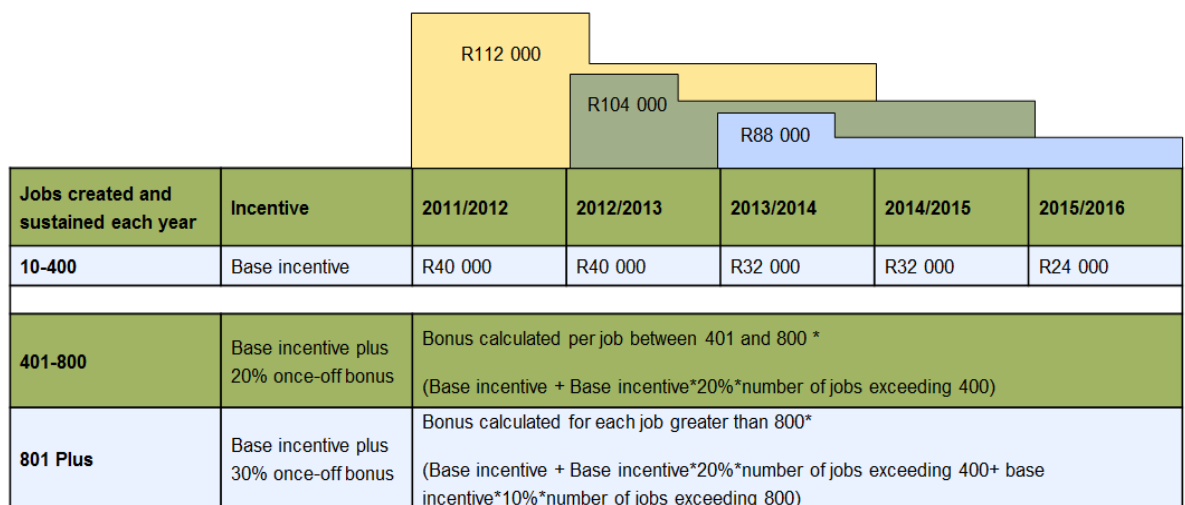 R112 000
R104 000
R88 000
Jobs created and
sustained each year
Incentive
2011/2012
2012/2013
2013/2014
2014/2015
2015/2016
10-400
Base incentive
R40 000
R40 000
R32 000
R32 000
R24 000
401-800
Base incentive plus
20% once-off bonus
Bonus calculated per job between 401 and 800 *
(Base incentive + Base incentive*20%*number of jobs exceeding 400)
801 Plus
Base incentive plus
30% once-off bonus
Bonus calculated for each job greater than 800*
(Base incentive + Base incentive*20%*number of jobs exceeding 400+ base
incentive*10%*number of jobs exceeding 800)